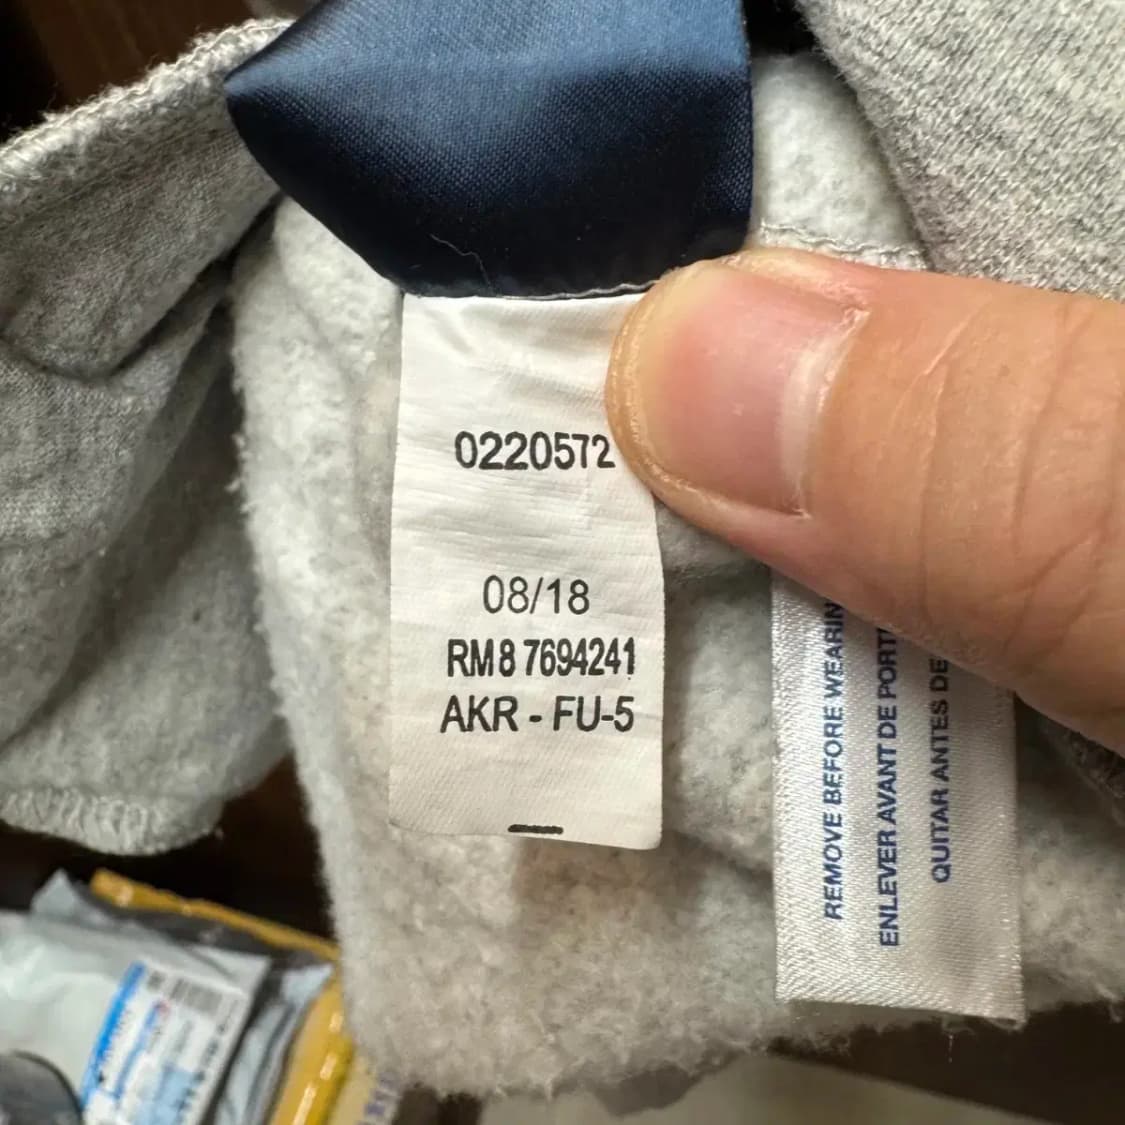 0220572
08/18
RM8 7694241
AKR - FU-5
REMOVE BEFORE WEARIN
ENLEVER AVANT DE PORT
QUITAR ANTES DE